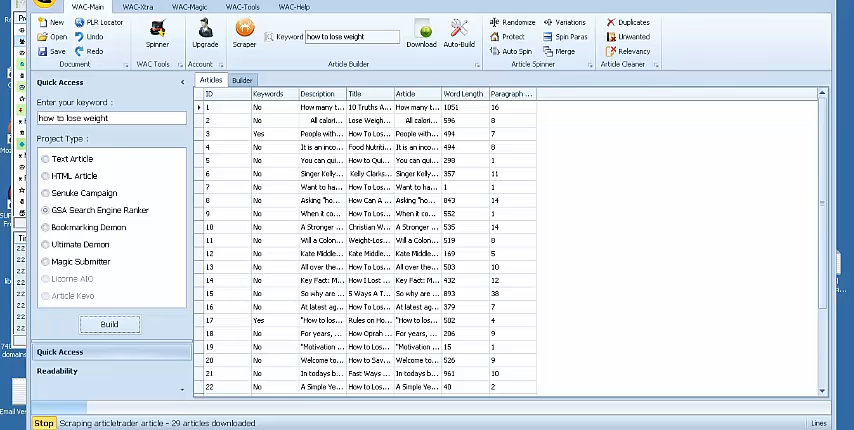 WAC-Main WAC-Xtra WAC-Magic WAC-Tools WAC-Help
New PLR Locator
Open Undo
Save Redo
Document
Spinner
WAC Tools
Upgrade
Account
Scraper
Keyword how to lose weight
Download
Auto-Build
Article Builder
Randomize Variations
Protect Spin Paras
Auto Spin Merge
Article Spinner
Duplicates
Unwanted
Relevancy
Article Cleaner
Quick Access
Enter your keyword :
how to lose weight
Project Type :
Text Article
HTML Article
Senuke Campaign
GSA Search Engine Ranker
Bookmarking Demon
Ultimate Demon
Magic Submitter
Licorne AIO
Article Kevo
Build
Quick Access
Readability
Articles Builder
ID Keywords Description Title Article Word Length Paragraph ...
1 No How many t... 10 Truths A... How many t... 1051 16
2 No All calori... Lose Weigh... All calori... 596 8
3 Yes People with... How To Los... People with... 494 7
4 No It is an inco... Food Nutriti... It is an inco... 494 8
5 No You can qui... How to Qui... You can qui... 298 1
6 No Singer Kelly... Kelly Clarks... Singer Kelly... 357 11
7 No Want to ha... How To Los... Want to ha... 1 1
8 No Asking "ho... How Can A ... Asking "ho... 843 14
9 No When it co... How To Los... When it co... 552 1
10 No A Stronger ... Christian W... A Stronger ... 535 14
11 No Will a Colon... Weight-Los... Will a Colon... 519 8
12 No Kate Middle... Kate Middle... Kate Middle... 169 5
13 No All over the... How To Los... All over the... 583 10
14 No Key Fact: M... How I Lost ... Key Fact: M... 432 12
15 No So why are ... 5 Ways A T... So why are ... 893 38
16 No At latest ag... How To Los... At latest ag... 379 7
17 Yes "How to los... Rules on Ho... "How to los... 582 4
18 No For years, ... How Oprah ... For years, ... 206 9
19 No "Motivation ... How to Los... "Motivation ... 15 1
20 No Welcome to... How to Sav... Welcome to... 526 9
21 No In todays b... Fast Ways ... In todays b... 961 10
22 No A Simple Ye... How to Los... A Simple Ye... 40 2
Stop Scraping articletrader article - 29 articles downloaded Lines